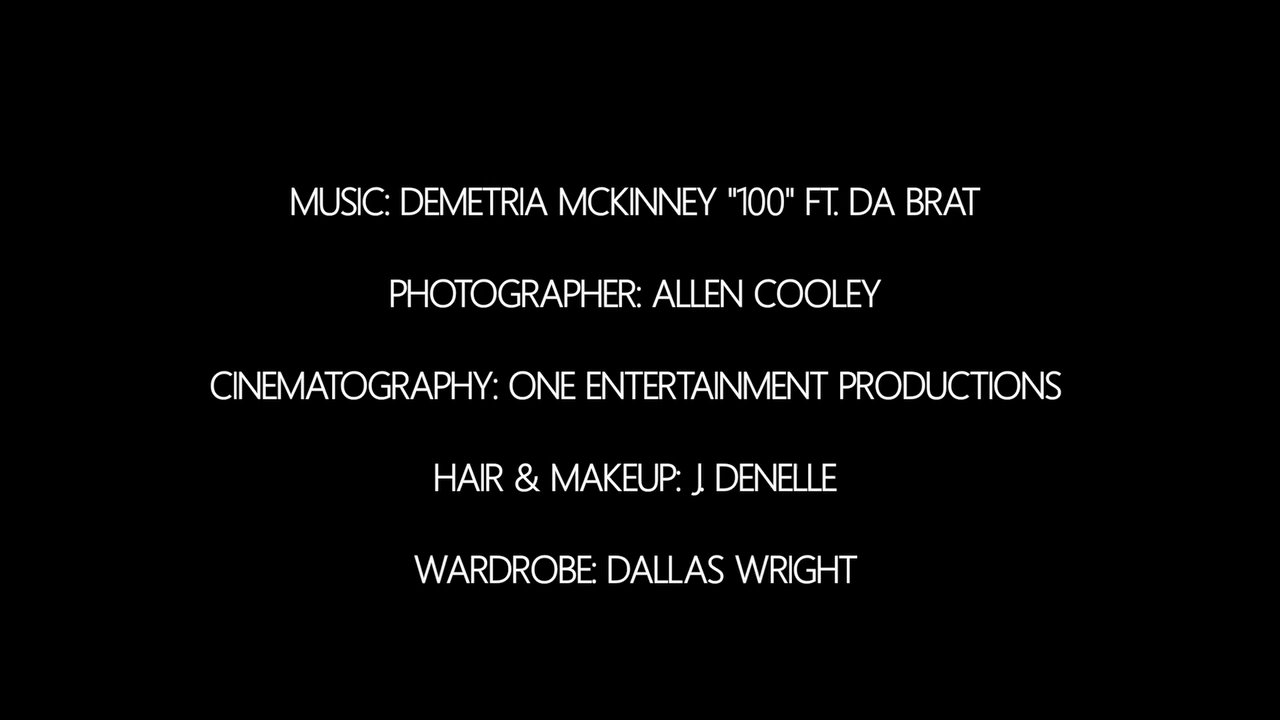 MUSIC: DEMETRIA MCKINNEY "100" FT. DA BRAT
PHOTOGRAPHER: ALLEN COOLEY
CINEMATOGRAPHY: ONE ENTERTAINMENT PRODUCTIONS
HAIR & MAKEUP: J. DENELLE
WARDROBE: DALLAS WRIGHT